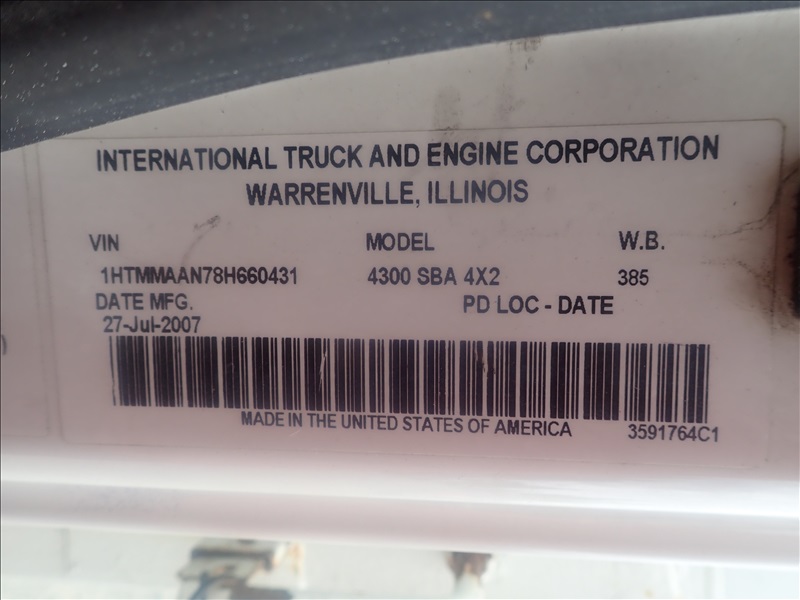 INTERNATIONAL TRUCK AND ENGINE CORPORATION
WARRENVILLE, ILLINOIS
VIN MODEL W.B.
1HTMMAAN78H660431 4300 SBA 4X2 385
DATE MFG. PD LOC - DATE
27-Jul-2007
MADE IN THE UNITED STATES OF AMERICA 3591764C1